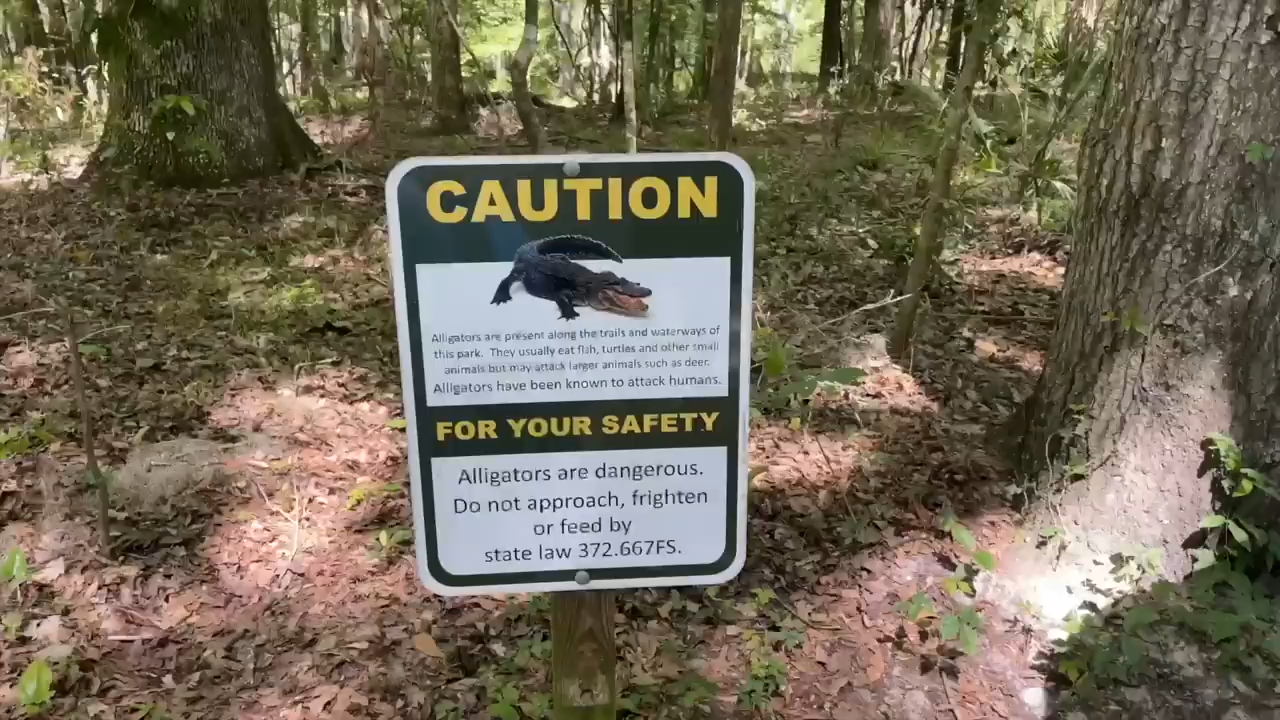 CAUTION
Alligators are present along the trails and waterways of
this park. They usually eat fish, turtles and other small
animals but may attack larger animals such as deer.
Alligators have been known to attack humans.
FOR YOUR SAFETY
Alligators are dangerous.
Do not approach, frighten
or feed by
state law 372.667FS.